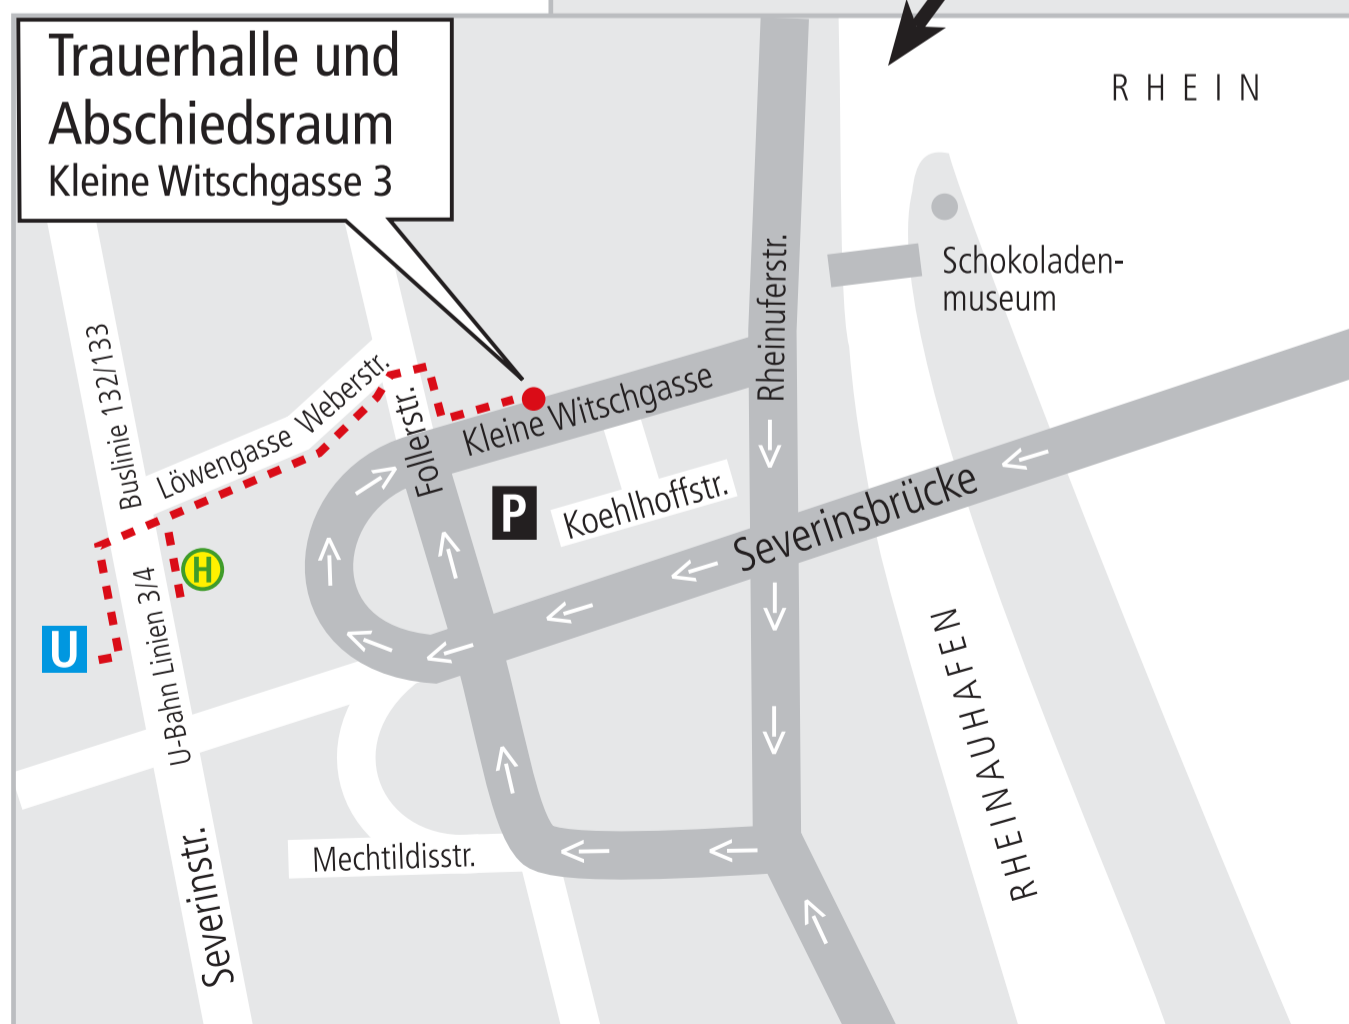 Trauerhalle und
Abschiedsraum
Kleine Witschgasse 3
RHEIN
Schokoladen-
museum
Rheinuferstr.
Buslinie 132/133
Löwengasse Weberstr.
Follerstr.
Kleine Witschgasse
P
Koehlhoffstr.
Severinsbrücke
H
U
U-Bahn Linien 3/4
RHEINAUHAFEN
Mechtildisstr.
Severinstr.